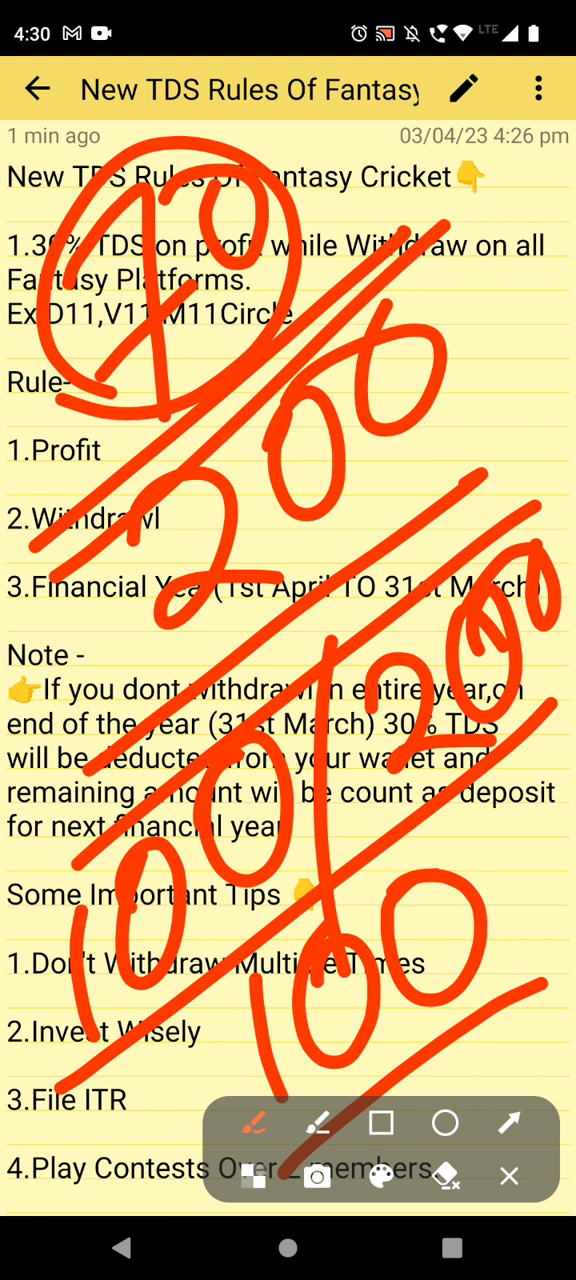 4:30
LTE
New TDS Rules Of Fantasy
1 min ago
03/04/23 4:26 pm
New TDS Rules Of Fantasy Cricket👇
1.30% TDS on profit while Withdraw on all
Fantasy Platforms.
Ex D11,V11,M11Circle
Rule-
1.Profit
2.Withdrawl
3.Financial Year (1st April TO 31st March)
Note -
👉If you dont withdrawl in entire year,on
end of the year (31st March) 30% TDS
will be deducted from your wallet and
remaining amount will be count as deposit
for next financial year
Some Important Tips 👇
1.Don't Withdraw Multiple Times
2.Invest Wisely
3.File ITR
4.Play Contests Over 2 members
200
100
200
100